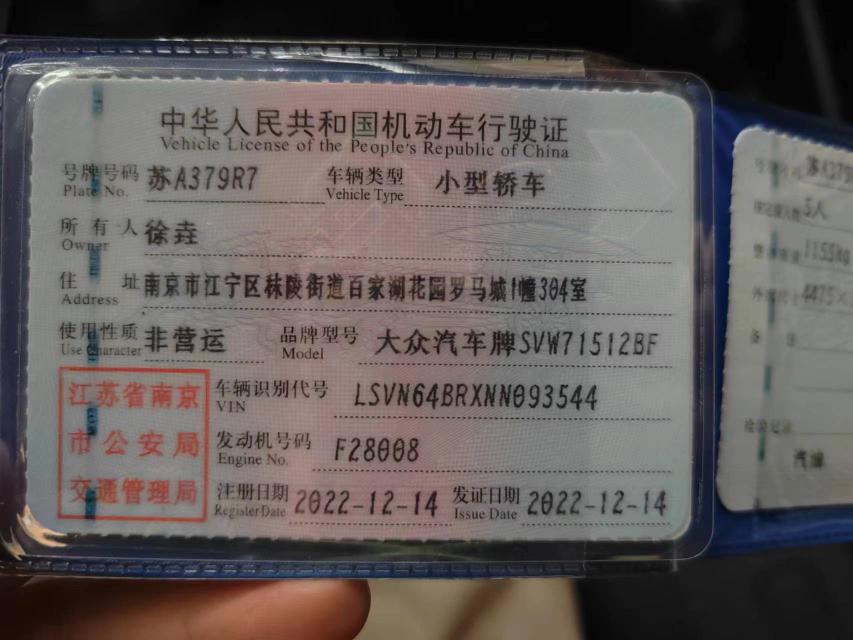 中华人民共和国机动车行驶证
Vehicle License of the People's Republic of China
号牌号码 苏A379R7 车辆类型 小型轿车
Plate No. Vehicle Type
所有人 徐垚
Owner
住址 南京市江宁区秣陵街道百家湖花园罗马城1幢304室
Address
使用性质 非营运 品牌型号 大众汽车牌SVW71512BF
Use Character Model
江苏省南京
市公安局
交通管理局
车辆识别代号 LSVN64BRXNN093544
VIN
发动机号码 F28008
Engine No.
注册日期 2022-12-14 发证日期 2022-12-14
Register Date Issue Date
苏A379
5人
1155kg
4475
汽油